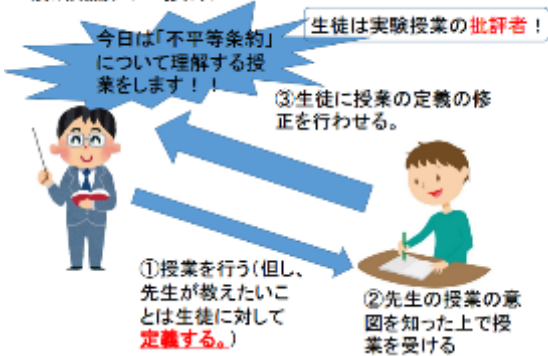 生徒は実験授業の批評者!
今日は「不平等条約」
について理解する授
業をします!!
③生徒に授業の定義の修
正を行わせる。
①授業を行う(但し、
先生が教えたいこ
とは生徒に対して
定義する。)
②先生の授業の意
図を知った上で授
業を受ける